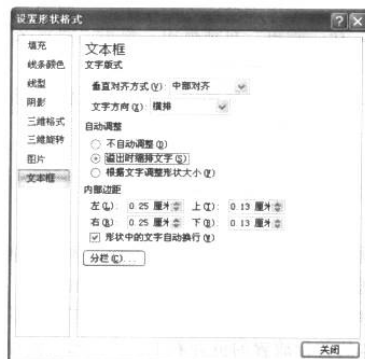 设置形状格式
填充
线条颜色
线型
阴影
三维格式
三维旋转
图片
文本框
文本框
文字版式
垂直对齐方式(V): 中部对齐
文字方向(X): 横排
自动调整
不自动调整(D)
溢出时缩排文字(S)
根据文字调整形状大小(F)
内部边距
左(L): 0.25 厘米 上(T): 0.13 厘米
右(R) 0.25 厘米 下(B) 0.13 厘米
形状中的文字自动换行(W)
分栏(C)...
关闭